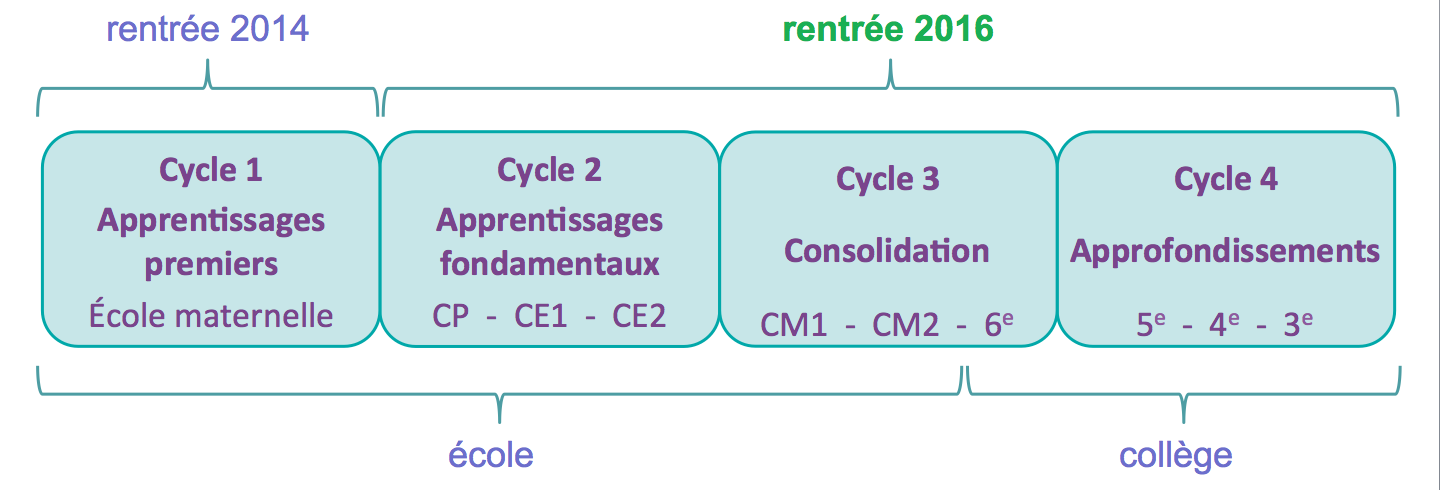 rentrée 2014
rentrée 2016
Cycle 1
Apprentissages
premiers
École maternelle
Cycle 2
Apprentissages
fondamentaux
CP - CE1 - CE2
Cycle 3
Consolidation
CM1 - CM2 - 6e
Cycle 4
Approfondissements
5e - 4e - 3e
école
collège